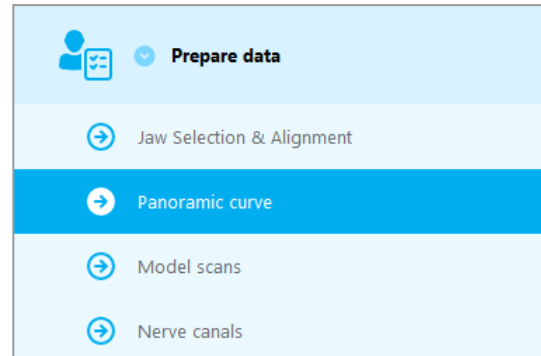 Prepare data
Jaw Selection & Alignment
Panoramic curve
Model scans
Nerve canals